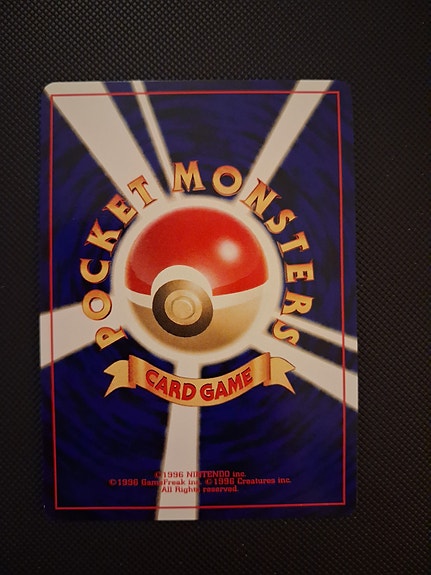 POCKET MONSTERS
CARD GAME
©1996 NINTENDO inc.
©1996 GameFreak inc. ©1996 Creatures inc.
All Rights reserved.